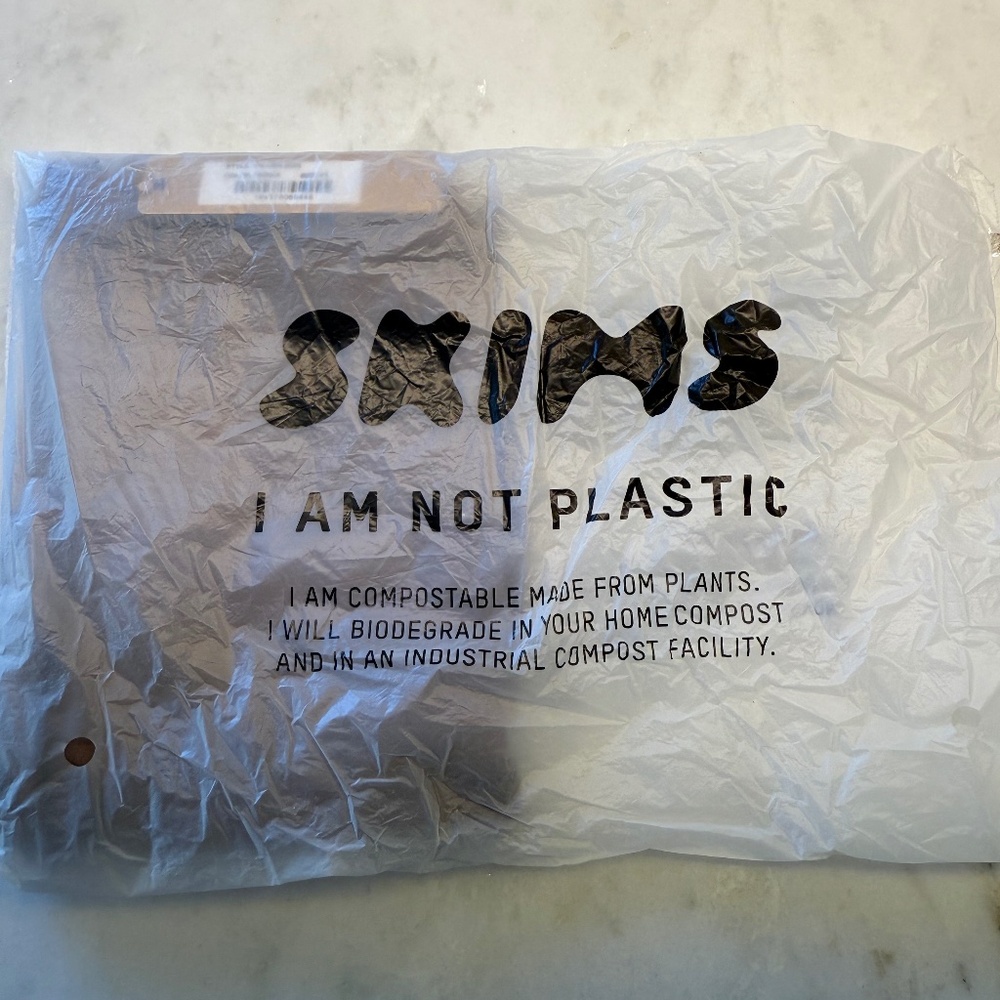 SKIMS
I AM NOT PLASTIC
I AM COMPOSTABLE MADE FROM PLANTS.
I WILL BIODEGRADE IN YOUR HOME COMPOST
AND IN AN INDUSTRIAL COMPOST FACILITY.